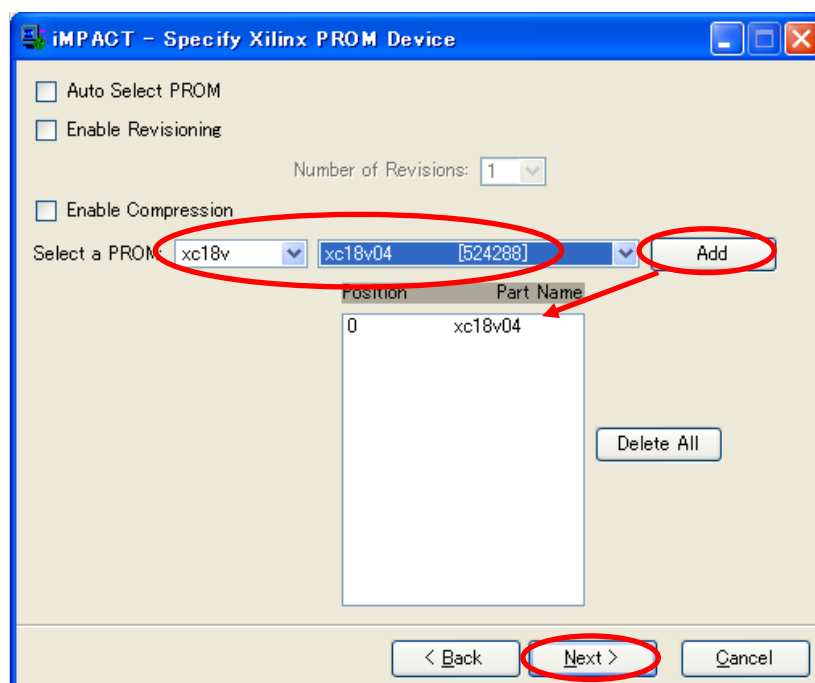 iMPACT - Specify Xilinx PROM Device
Auto Select PROM
Enable Revisioning
Number of Revisions: 1
Enable Compression
Select a PROM: xc18v xc18v04 [524288] Add
Position Part Name
0 xc18v04
Delete All
< Back Next > Cancel